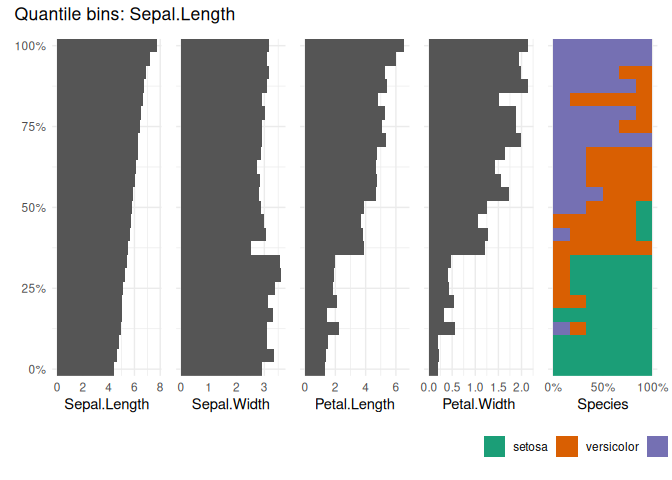 Quantile bins: Sepal.Length
100%
75%
50%
25%
0%
0 2 4 6 8
0 1 2 3
0 2 4 6
0.0 0.5 1.0 1.5 2.0
0% 50% 100%
Sepal.Length
Sepal.Width
Petal.Length
Petal.Width
Species
setosa
versicolor